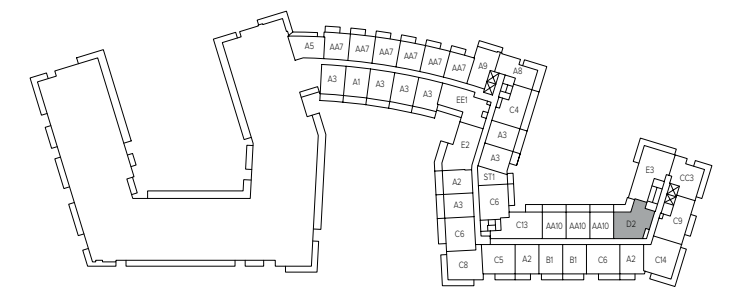 A5 AA7 AA7 AA7 AA7 AA7 AA7 A9 A8
A3 A1 A3 A3 A3 EE1 C4
E2 A3
A3
A2 ST1 E3 CC3
A3 C6
C6 C13 AA10 AA10 AA10 D2 C9
C8 C5 A2 B1 B1 C6 A2 C14